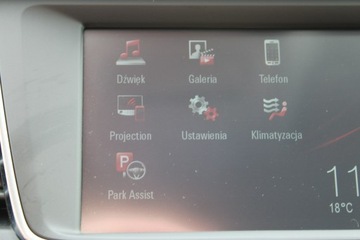 Dźwięk Galeria Telefon
Projection Ustawienia Klimatyzacja
P
Park Assist
11
18°C